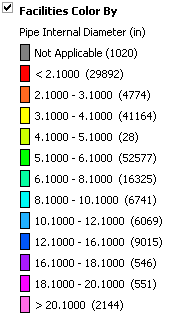 Facilities Color By
Pipe Internal Diameter (in)
Not Applicable (1020)
< 2.1000 (29892)
2.1000 - 3.1000 (4774)
3.1000 - 4.1000 (41164)
4.1000 - 5.1000 (28)
5.1000 - 6.1000 (52577)
6.1000 - 8.1000 (16325)
8.1000 - 10.1000 (6741)
10.1000 - 12.1000 (6069)
12.1000 - 16.1000 (9015)
16.1000 - 18.1000 (546)
18.1000 - 20.1000 (551)
> 20.1000 (2144)